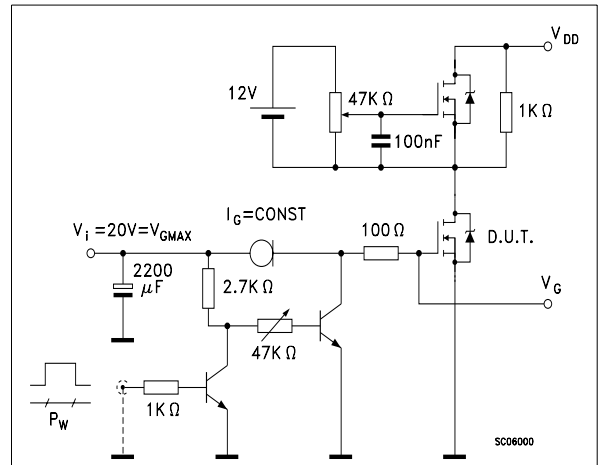 V_DD
12V
47K Ω
1K Ω
100nF
I_G=CONST
V_i =20V=V_GMAX
100 Ω
D.U.T.
2200
μF
2.7K Ω
V_G
47K Ω
1K Ω
P_W
SC06000